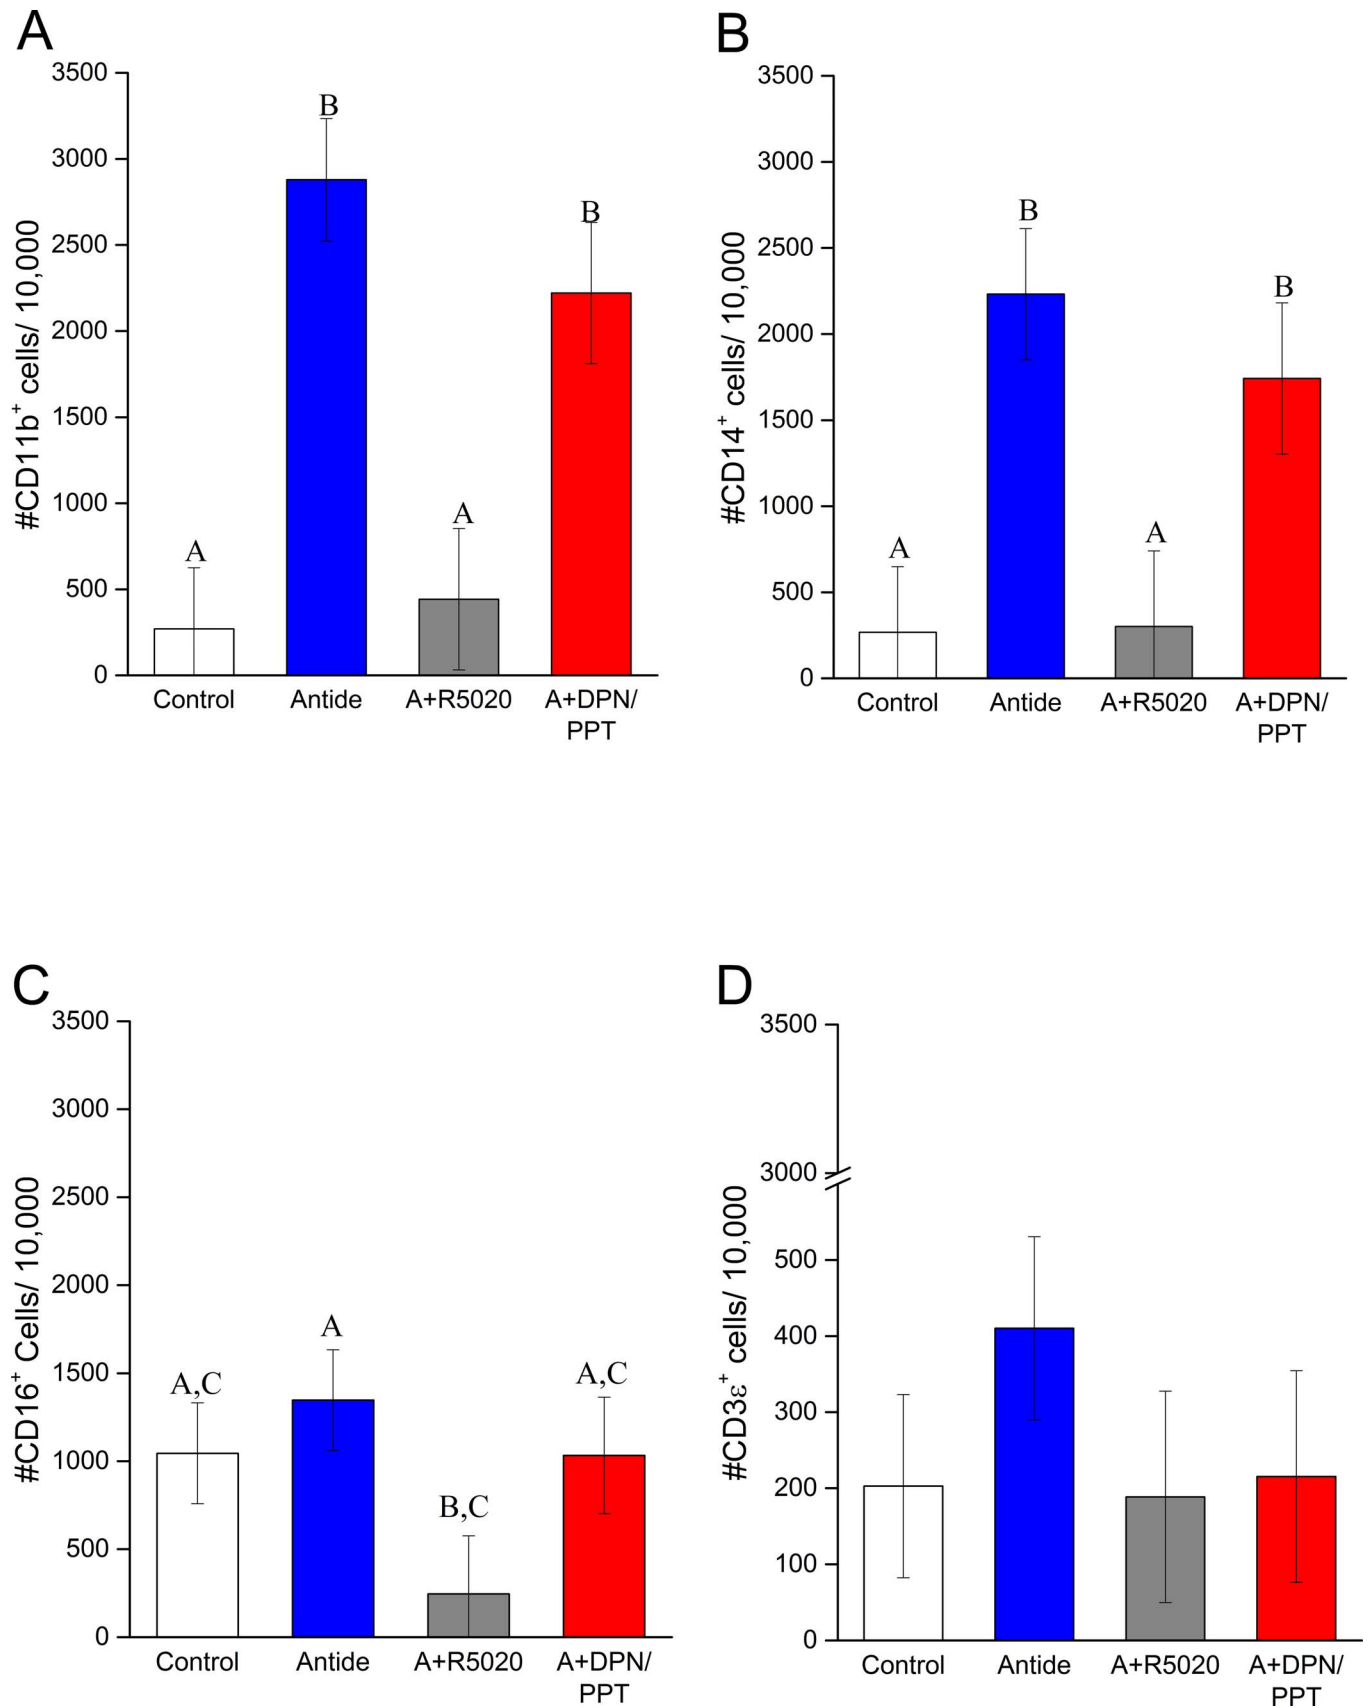 A
#CD11b⁺ cells/ 10,000
3500
3000
2500
2000
1500
1000
500
0
A
B
A
B
Control Antide A+R5020 A+DPN/
PPT
B
#CD14⁺ cells/ 10,000
3500
3000
2500
2000
1500
1000
500
0
A
B
A
B
Control Antide A+R5020 A+DPN/
PPT
C
#CD16⁺ Cells/ 10,000
3500
3000
2500
2000
1500
1000
500
0
A,C
A
B,C
A,C
Control Antide A+R5020 A+DPN/
PPT
D
#CD3ε⁺ cells/ 10,000
3500
3000
500
400
300
200
100
0
Control Antide A+R5020 A+DPN/
PPT